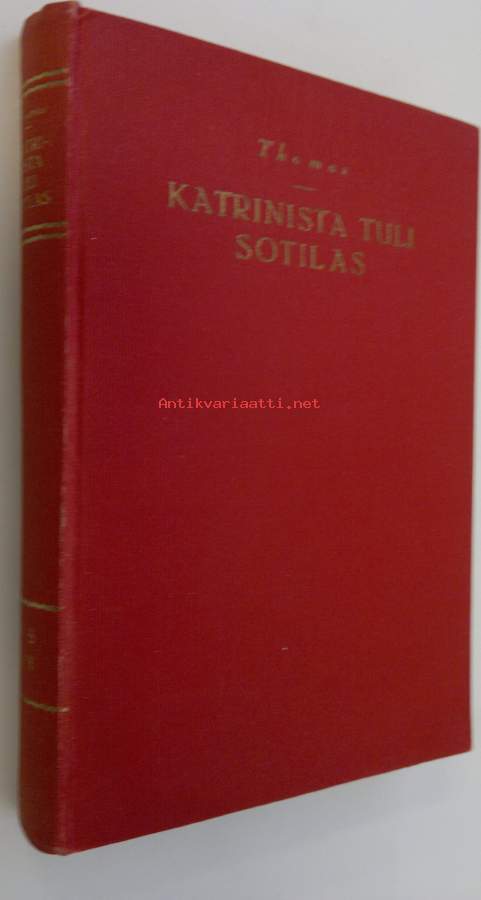 Thomas
KATRINISTA TULI
SOTILAS
Antikvariaatti.net